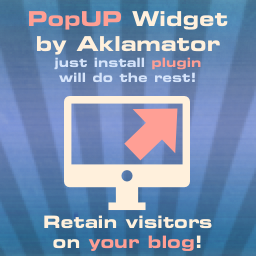 PopUP Widget
by Aklamator
just install plugin
will do the rest!
Retain visitors
on your blog!